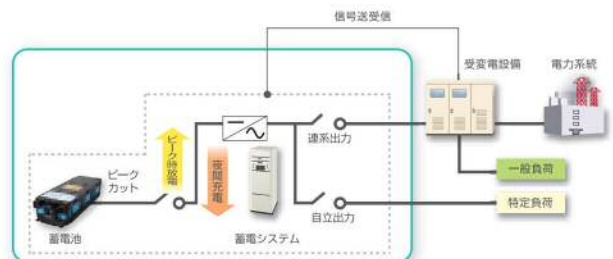 信号送受信
受変電設備
電力系統
連系出力
ピーク時放電
ピーク
カット
夜間充電
一般負荷
自立出力
特定負荷
蓄電池
蓄電システム